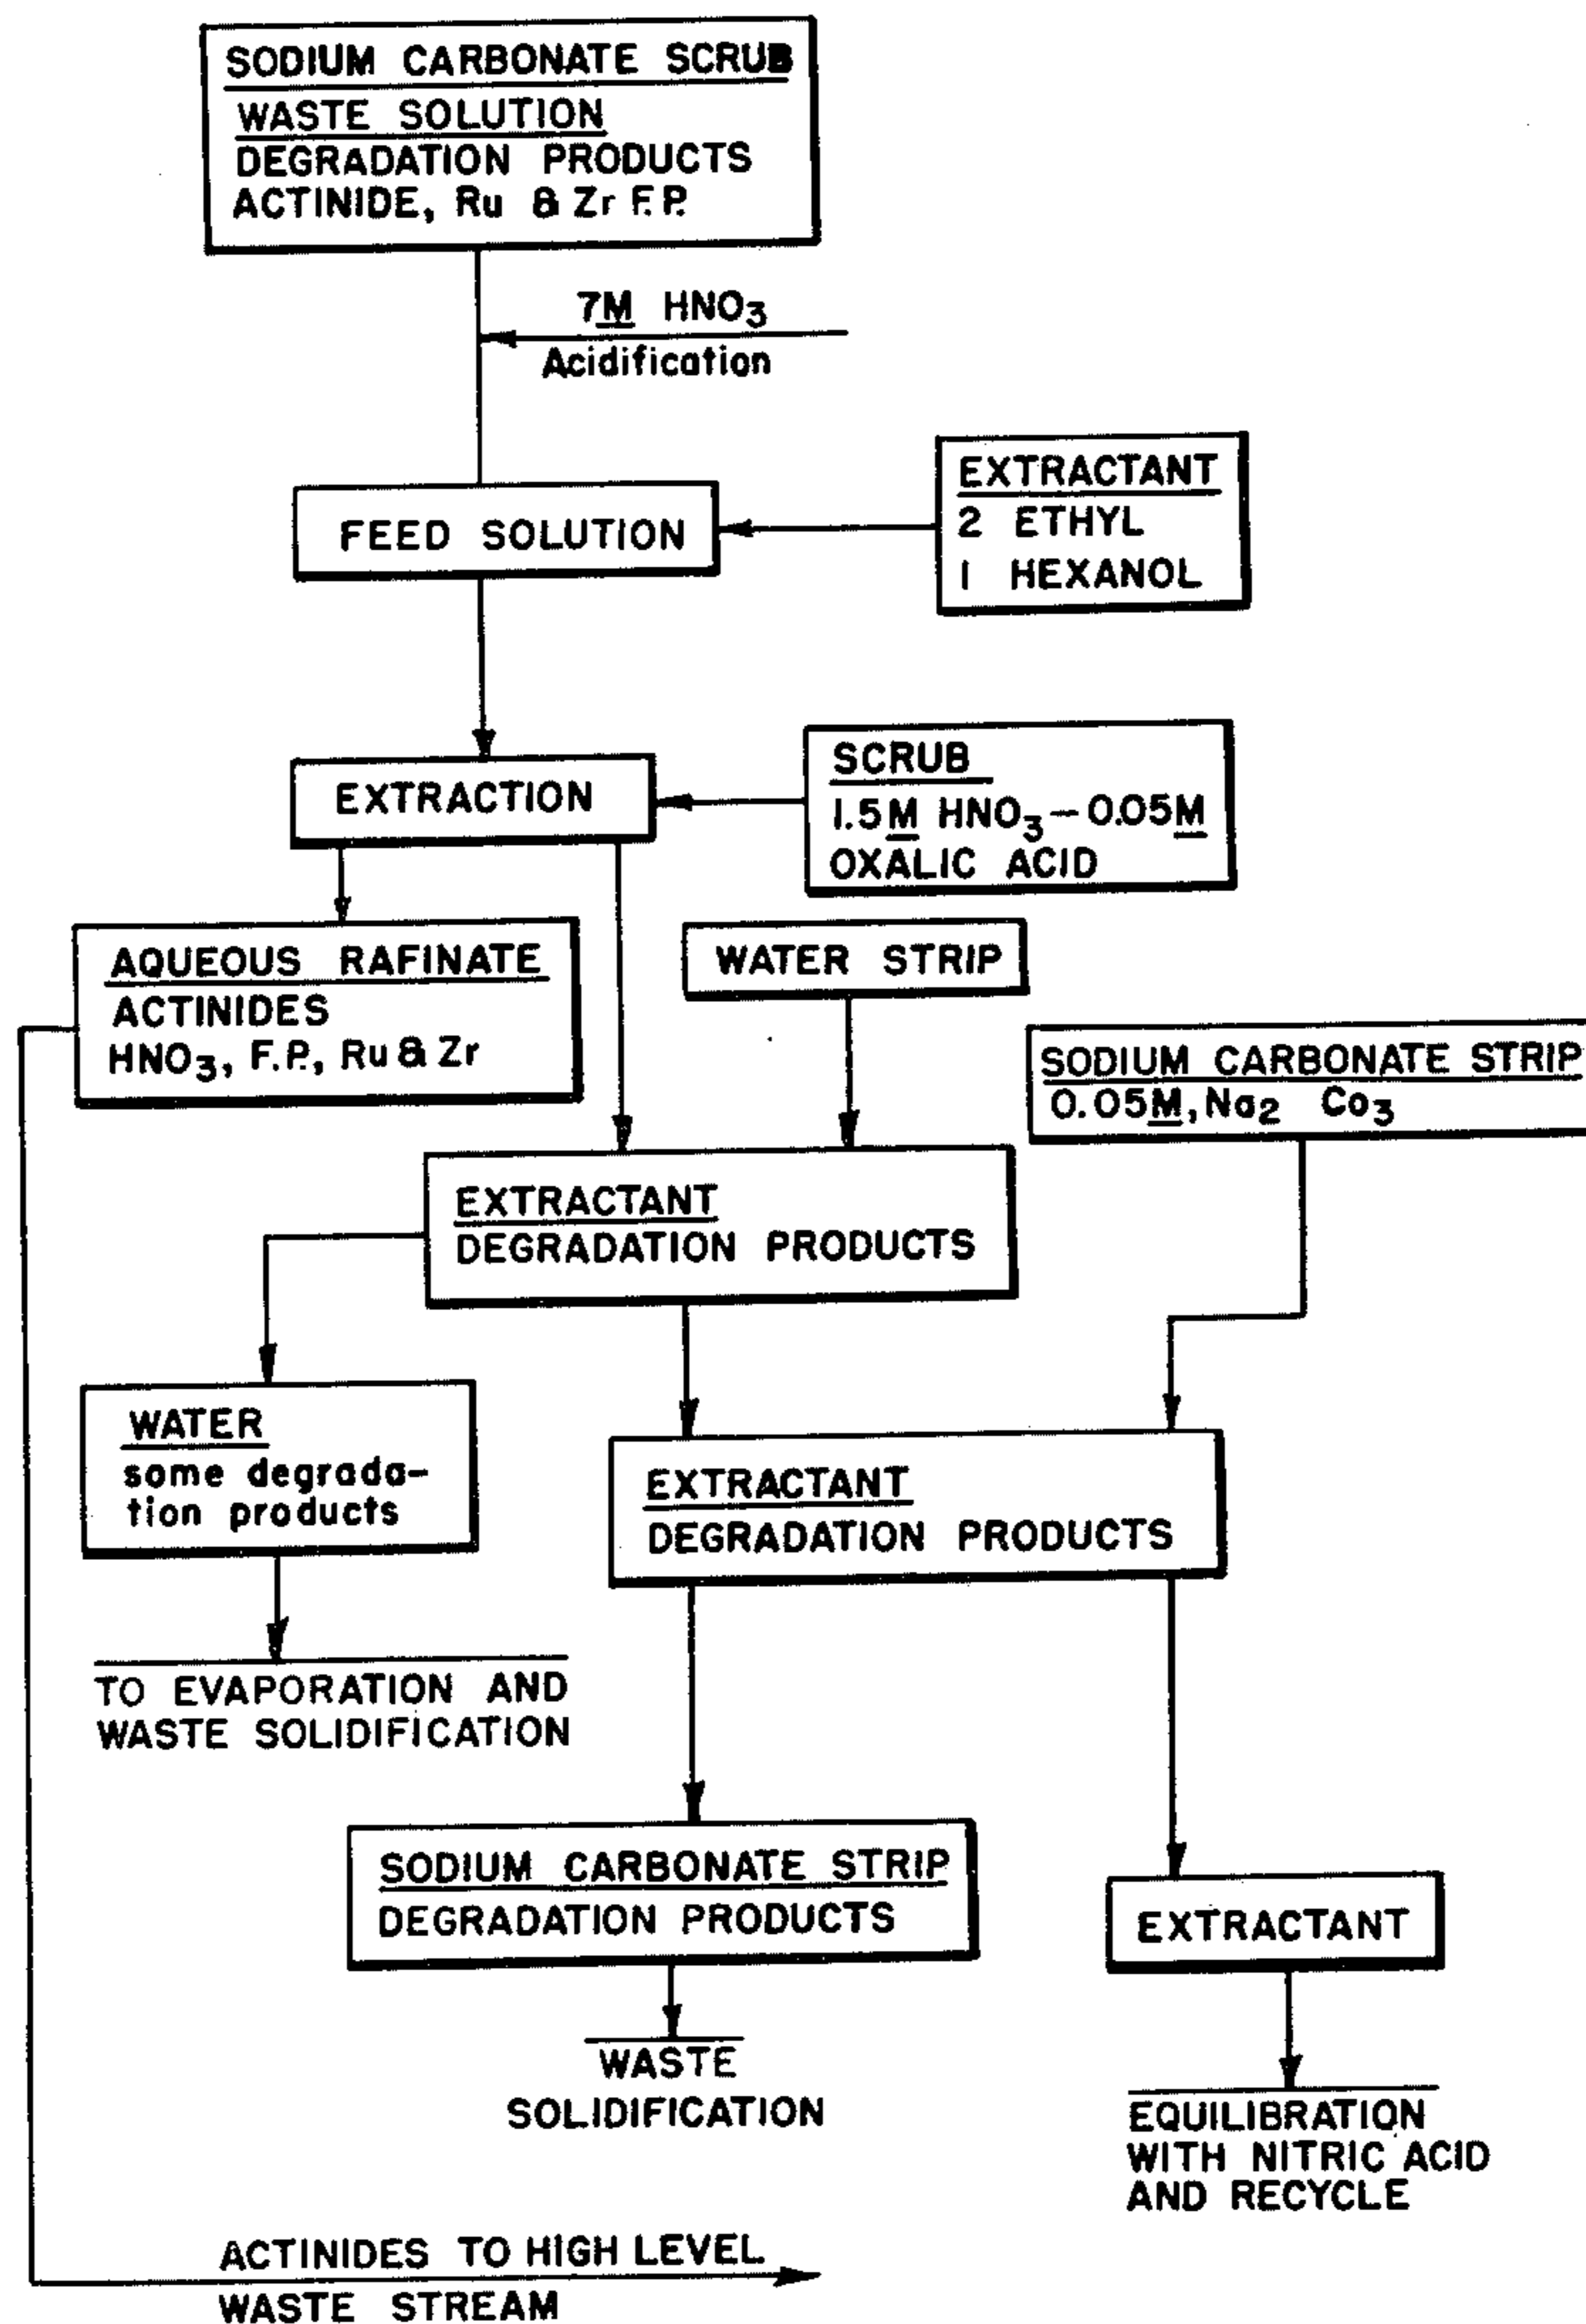 SODIUM CARBONATE SCRUB
WASTE SOLUTION
DEGRADATION PRODUCTS
ACTINIDE, Ru & Zr F.P.
7M HNO3
Acidification
EXTRACTANT
2 ETHYL
1 HEXANOL
FEED SOLUTION
SCRUB
1.5M HNO3 – 0.05M
OXALIC ACID
EXTRACTION
AQUEOUS RAFINATE
ACTINIDES
HNO3, F.P., Ru & Zr
WATER STRIP
SODIUM CARBONATE STRIP
0.05M, Na2 Co3
EXTRACTANT
DEGRADATION PRODUCTS
WATER
some degrada-
tion products
EXTRACTANT
DEGRADATION PRODUCTS
TO EVAPORATION AND
WASTE SOLIDIFICATION
SODIUM CARBONATE STRIP
DEGRADATION PRODUCTS
EXTRACTANT
WASTE
SOLIDIFICATION
EQUILIBRATION
WITH NITRIC ACID
AND RECYCLE
ACTINIDES TO HIGH LEVEL
WASTE STREAM